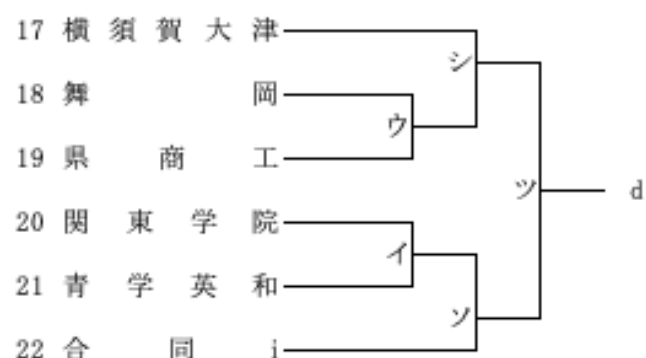 17 横須賀大津
シ
18 舞岡
ウ
19 県商工
ツ d
20 関東学院
イ
21 青学英和
ソ
22 合同i